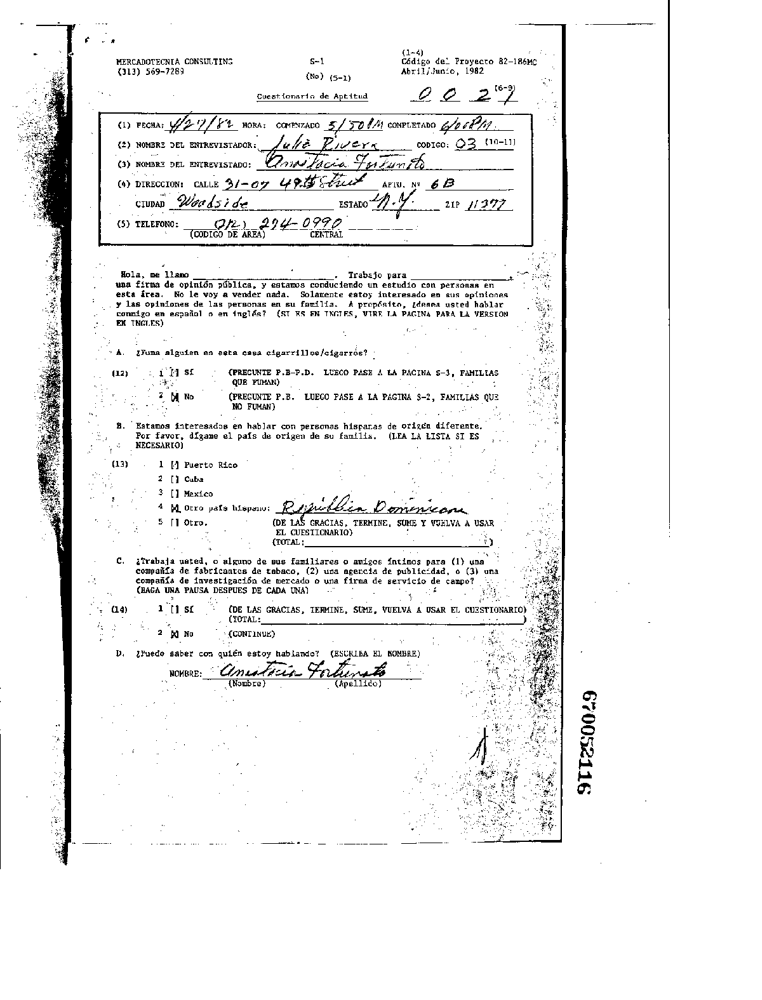 (1-4)
MERCADOTECNIA CONSULTING S-1 Código del Proyecto 82-186MC
(313) 569-7289 (No) (5-1) Abril/Junio, 1982
Cuestionario de Aptitud 0 0 2 7 (6-9)
(1) FECHA: 4/27/82 HORA: COMENZADO 5/50PM COMPLETADO 6/00PM.
(2) NOMBRE DEL ENTREVISTADOR: Julia Rivera CODIGO: 03 (10-11)
(3) NOMBRE DEL ENTREVISTADO: Anastacia Fortunato
(4) DIRECCION: CALLE 31-07 49th Street APTO. Nº 6B
CIUDAD Woodside ESTADO N.Y. ZIP 11377
(5) TELEFONO: (212) 274-0990
(CODIGO DE AREA) CENTRAL
Hola, me llamo . Trabajo para ,
una firma de opinión pública, y estamos conduciendo un estudio con personas en
esta área. No le voy a vender nada. Solamente estoy interesado en sus opiniones
y las opiniones de las personas en su familia. A propósito, ¿desea usted hablar
conmigo en español o en inglés? (SI ES EN INGLES, VIRE LA PAGINA PARA LA VERSION
EN INGLES)
A. ¿Fuma alguien en esta casa cigarrillos/cigarros?
(12) 1 [] Sí (PREGUNTE P.B-P.D. LUEGO PASE A LA PAGINA S-3, FAMILIAS
QUE FUMAN)
2 [X] No (PREGUNTE P.B. LUEGO PASE A LA PAGINA S-2, FAMILIAS QUE
NO FUMAN)
B. Estamos interesados en hablar con personas hispanas de origen diferente.
Por favor, dígame el país de origen de su familia. (LEA LA LISTA SI ES
NECESARIO)
(13) 1 [] Puerto Rico
2 [] Cuba
3 [] Mexico
4 [X] Otro país hispano: República Dominicana
5 [] Otro. (DE LAS GRACIAS, TERMINE, SUME Y VUELVA A USAR
EL CUESTIONARIO)
(TOTAL: )
C. ¿Trabaja usted, o alguno de sus familiares o amigos íntimos para (1) una
compañía de fabricantes de tabaco, (2) una agencia de publicidad, o (3) una
compañía de investigación de mercado o una firma de servicio de campo?
(HAGA UNA PAUSA DESPUES DE CADA UNA)
(14) 1 [] Sí (DE LAS GRACIAS, TERMINE, SUME, VUELVA A USAR EL CUESTIONARIO)
(TOTAL: )
2 [X] No (CONTINUE)
D. ¿Puedo saber con quién estoy hablando? (ESCRIBA EL NOMBRE)
NOMBRE: Anastacia Fortunato
(Nombre) (Apellido)
670052116